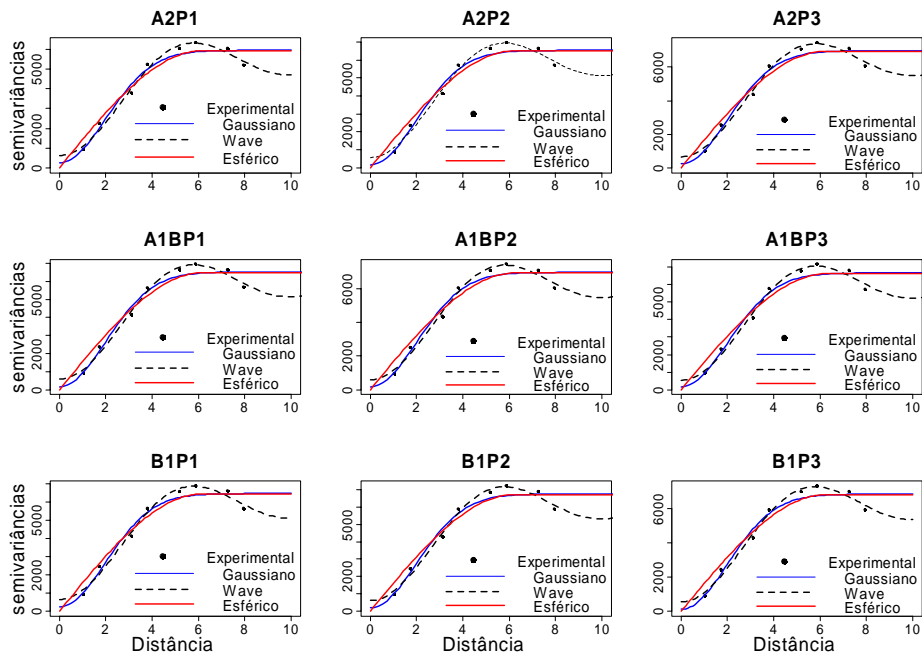 A2P1
A2P2
A2P3
semivariâncias
0 2000 5000
Experimental
Gaussiano
Wave
Esférico
0 2 4 6 8 10
0 2000 5000
Experimental
Gaussiano
Wave
Esférico
0 2 4 6 8 10
0 2000 6000
Experimental
Gaussiano
Wave
Esférico
0 2 4 6 8 10
A1BP1
A1BP2
A1BP3
semivariâncias
0 2000 5000
Experimental
Gaussiano
Wave
Esférico
0 2 4 6 8 10
0 2000 6000
Experimental
Gaussiano
Wave
Esférico
0 2 4 6 8 10
0 2000 5000
Experimental
Gaussiano
Wave
Esférico
0 2 4 6 8 10
B1P1
B1P2
B1P3
semivariâncias
0 2000 5000
Experimental
Gaussiano
Wave
Esférico
0 2 4 6 8 10
Distância
0 2000 5000
Experimental
Gaussiano
Wave
Esférico
0 2 4 6 8 10
Distância
0 2000 6000
Experimental
Gaussiano
Wave
Esférico
0 2 4 6 8 10
Distância